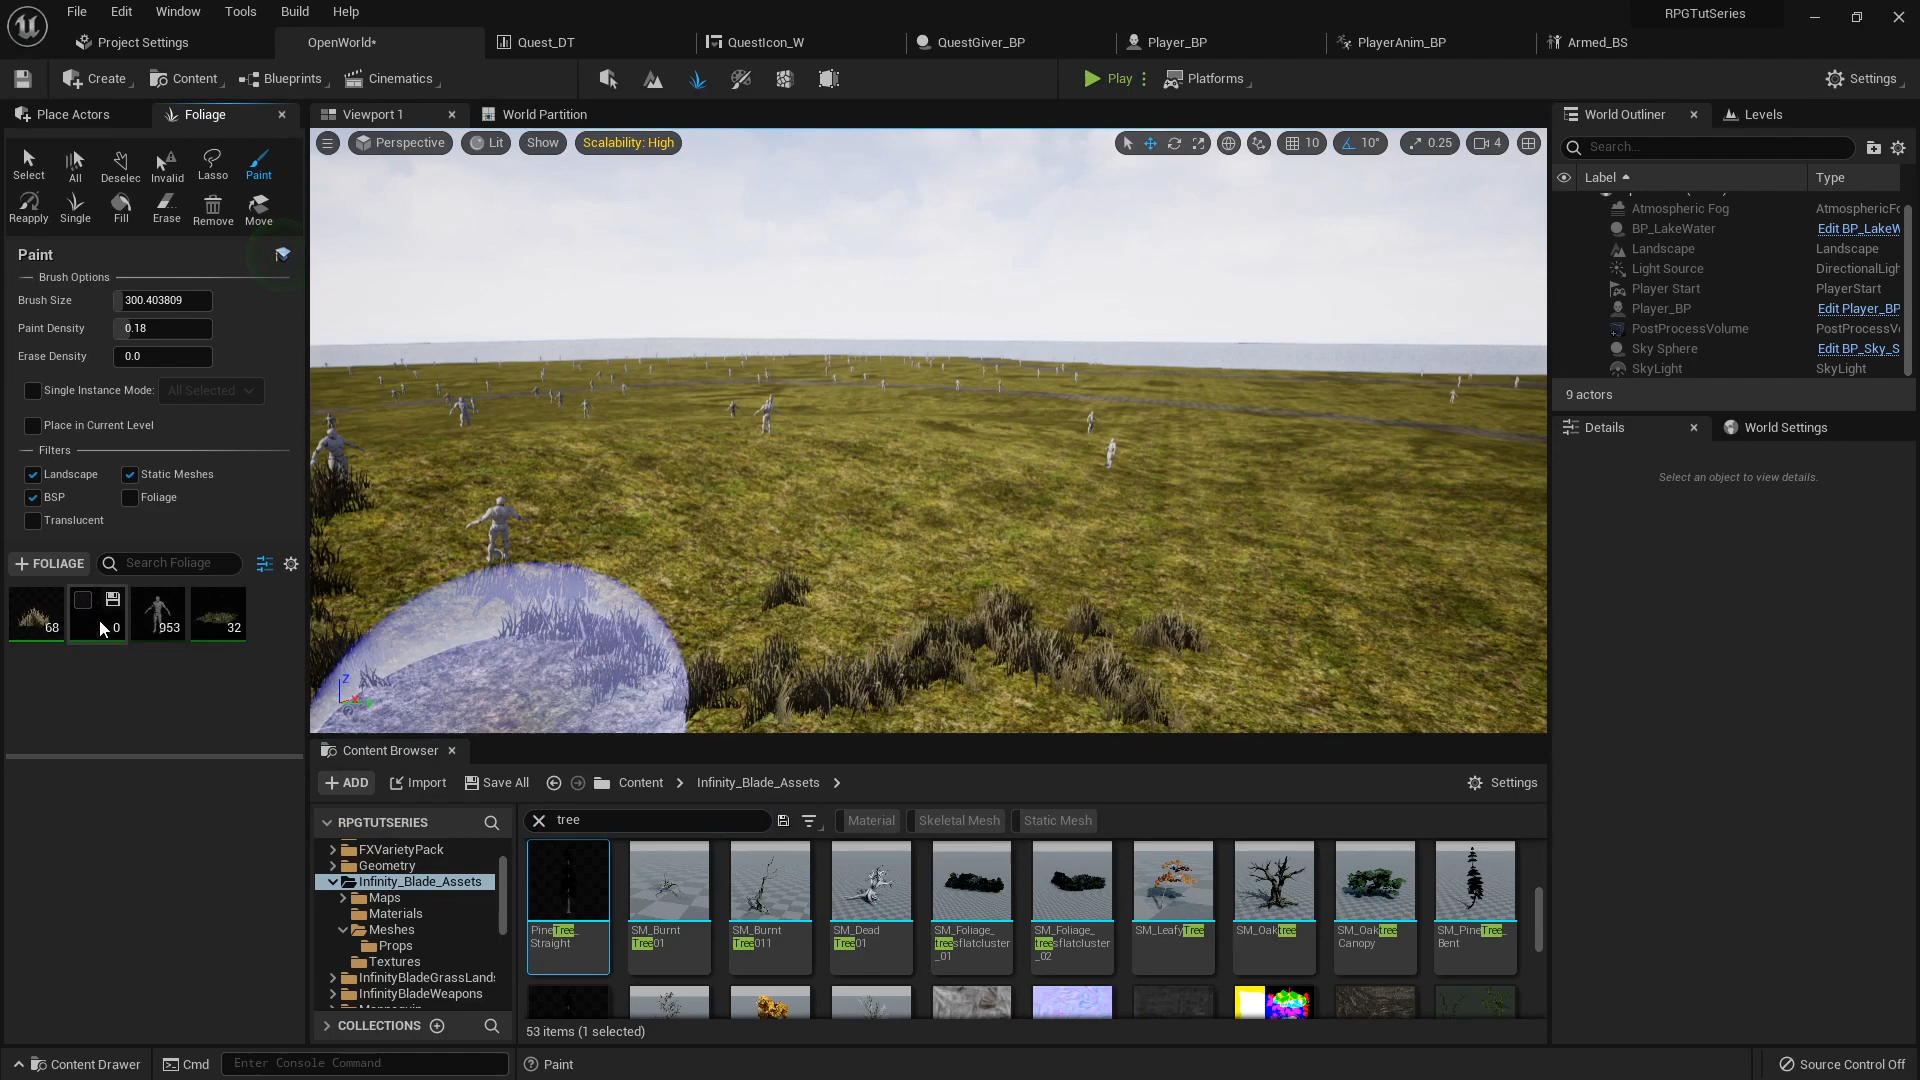 File Edit Window Tools Build Help
RPGTutSeries
Project Settings OpenWorld* Quest_DT QuestIcon_W QuestGiver_BP Player_BP PlayerAnim_BP Armed_BS
Create Content Blueprints Cinematics Play Platforms Settings
Place Actors Foliage Viewport 1 World Partition World Outliner Levels
Perspective Lit Show Scalability: High 10 10° 0.25 4
Search...
Label Type
Select All Deselec Invalid Lasso Paint
Reapply Single Fill Erase Remove Move
Atmospheric Fog AtmosphericFo
BP_LakeWater Edit BP_LakeW
Landscape Landscape
Light Source DirectionalLigh
Player Start PlayerStart
Player_BP Edit Player_BP
PostProcessVolume PostProcessV
Sky Sphere Edit BP_Sky_S
SkyLight SkyLight
9 actors
Details World Settings
Select an object to view details.
Paint
Brush Options
Brush Size 300.403809
Paint Density 0.18
Erase Density 0.0
Single Instance Mode: All Selected
Place in Current Level
Filters
Landscape Static Meshes
BSP Foliage
Translucent
FOLIAGE Search Foliage
68 0 953 32
Z
Content Browser
ADD Import Save All Content Infinity_Blade_Assets Settings
RPGTUTSERIES
tree Material Skeletal Mesh Static Mesh
FXVarietyPack
Geometry
Infinity_Blade_Assets
Maps
Materials
Meshes
Props
Textures
InfinityBladeGrassLands
InfinityBladeWeapons
COLLECTIONS
PineTree_
Straight
SM_Burnt
Tree01
SM_Burnt
Tree011
SM_Dead
Tree01
SM_Foliage_
treesflatcluster
_01
SM_Foliage_
treesflatcluster
_02
SM_LeafyTree
SM_Oaktree
SM_Oak
tree
Canopy
SM_PineTree_
Bent
53 items (1 selected)
Content Drawer Cmd Enter Console Command Paint Source Control Off